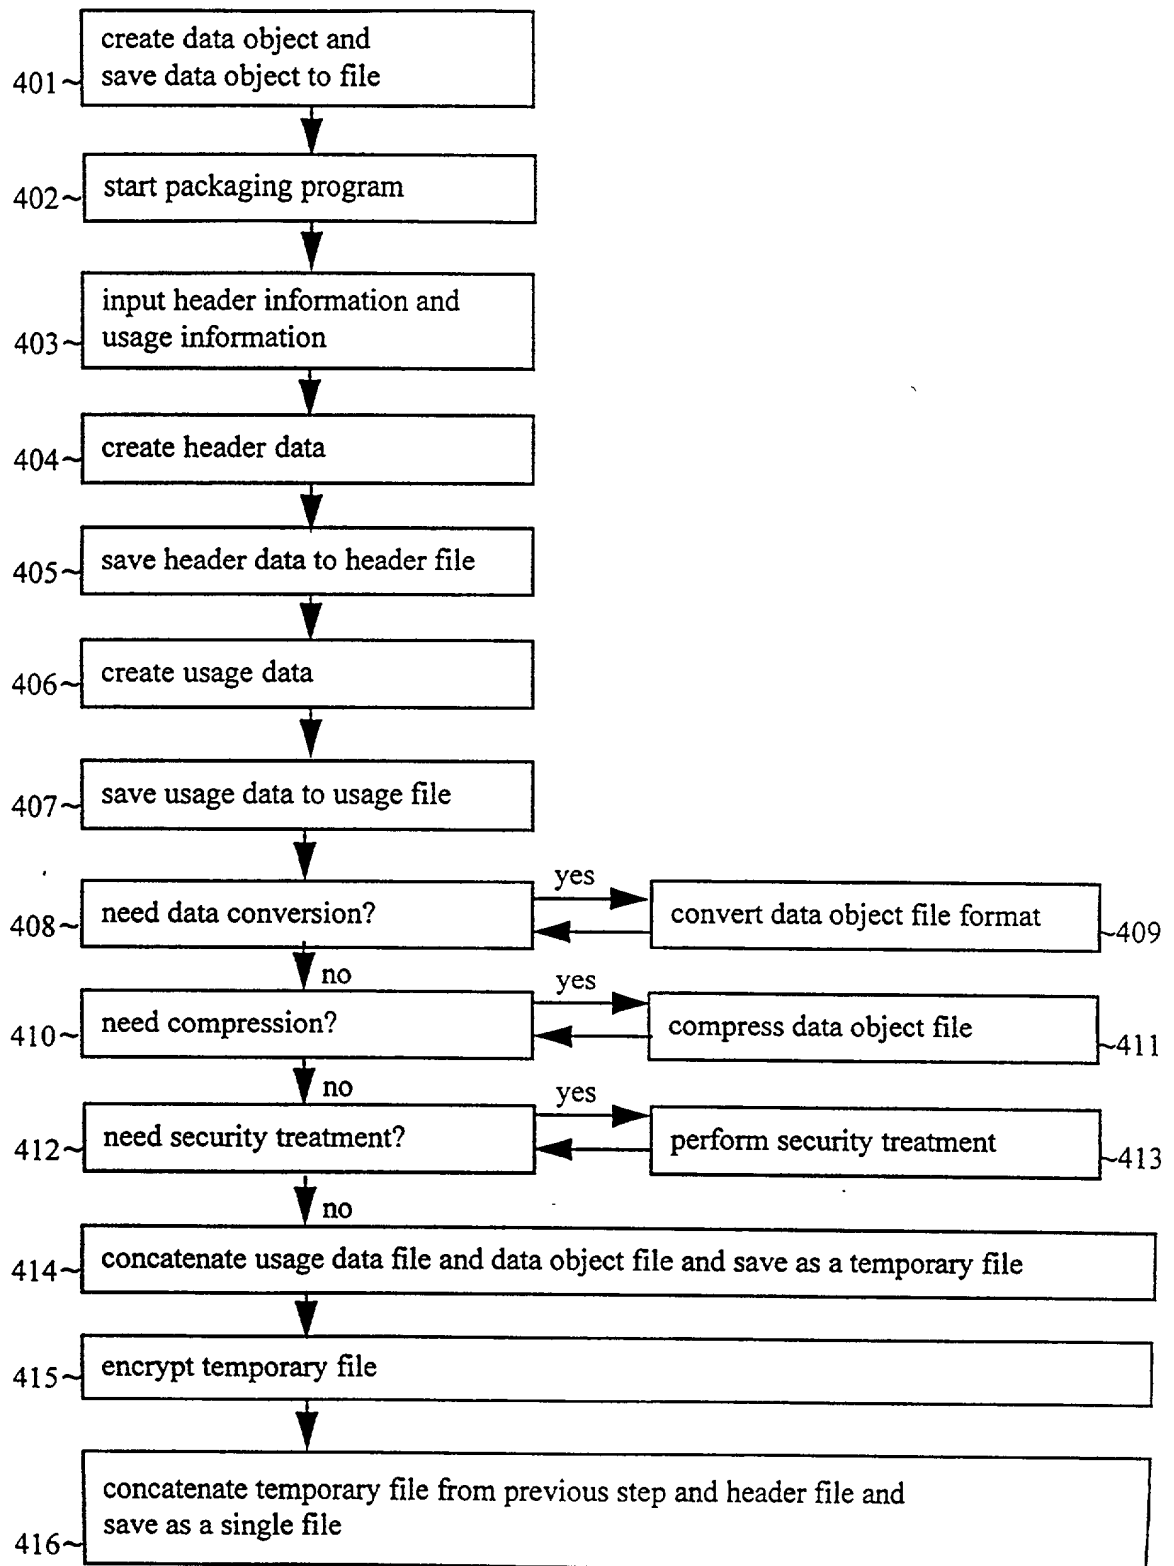 create data object and
save data object to file
401~
start packaging program
402~
input header information and
usage information
403~
create header data
404~
save header data to header file
405~
create usage data
406~
save usage data to usage file
407~
yes
need data conversion?
convert data object file format
408~
~409
no
yes
need compression?
compress data object file
410~
~411
no
yes
need security treatment?
perform security treatment
412~
~413
no
concatenate usage data file and data object file and save as a temporary file
414~
encrypt temporary file
415~
concatenate temporary file from previous step and header file and
save as a single file
416~